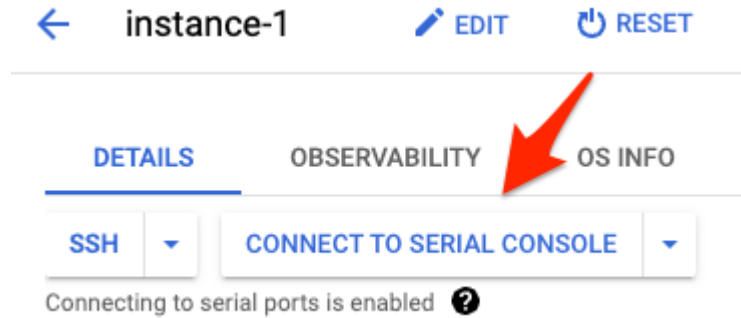 instance-1 EDIT RESET
DETAILS OBSERVABILITY OS INFO
SSH CONNECT TO SERIAL CONSOLE
Connecting to serial ports is enabled ?